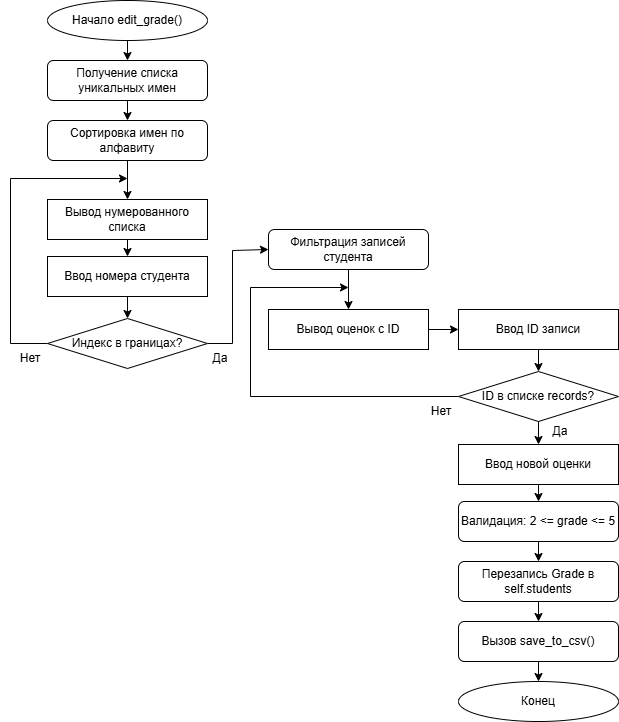 Начало edit_grade()
Получение списка
уникальных имен
Сортировка имен по
алфавиту
Вывод нумерованного
списка
Ввод номера студента
Индекс в границах?
Нет
Да
Фильтрация записей
студента
Вывод оценок с ID
Ввод ID записи
ID в списке records?
Нет
Да
Ввод новой оценки
Валидация: 2 <= grade <= 5
Перезапись Grade в
self.students
Вызов save_to_csv()
Конец